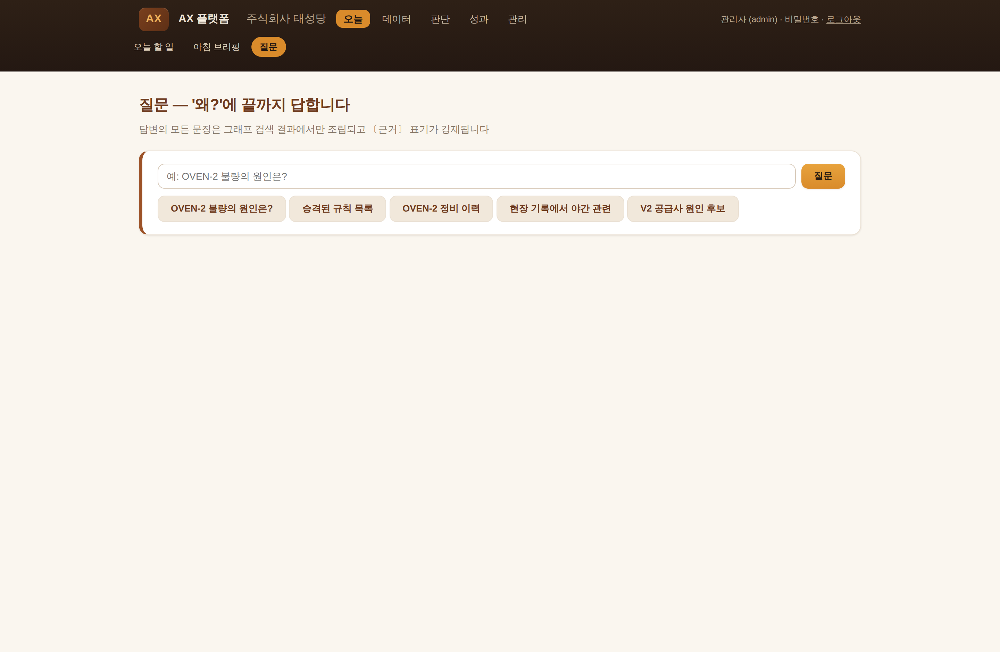 AX AX 플랫폼 주식회사 태성당 오늘 데이터 판단 성과 관리 관리자 (admin) · 비밀번호 · 로그아웃
오늘 할 일 아침 브리핑 질문
질문 — '왜?'에 끝까지 답합니다
답변의 모든 문장은 그래프 검색 결과에서만 조립되고 〔근거〕 표기가 강제됩니다
예: OVEN-2 불량의 원인은? 질문
OVEN-2 불량의 원인은? 승격된 규칙 목록 OVEN-2 정비 이력 현장 기록에서 야간 관련 V2 공급사 원인 후보